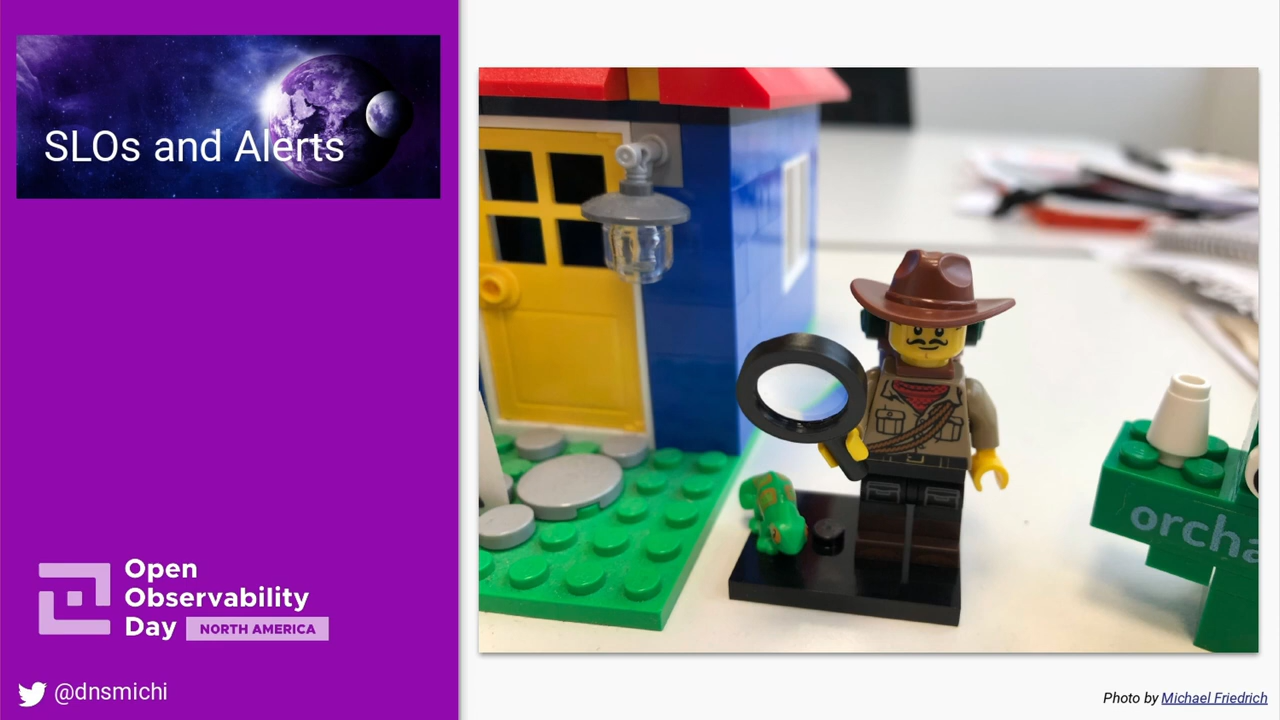 SLOs and Alerts
Open
Observability
Day NORTH AMERICA
@dnsmichi
orcha
Photo by Michael Friedrich